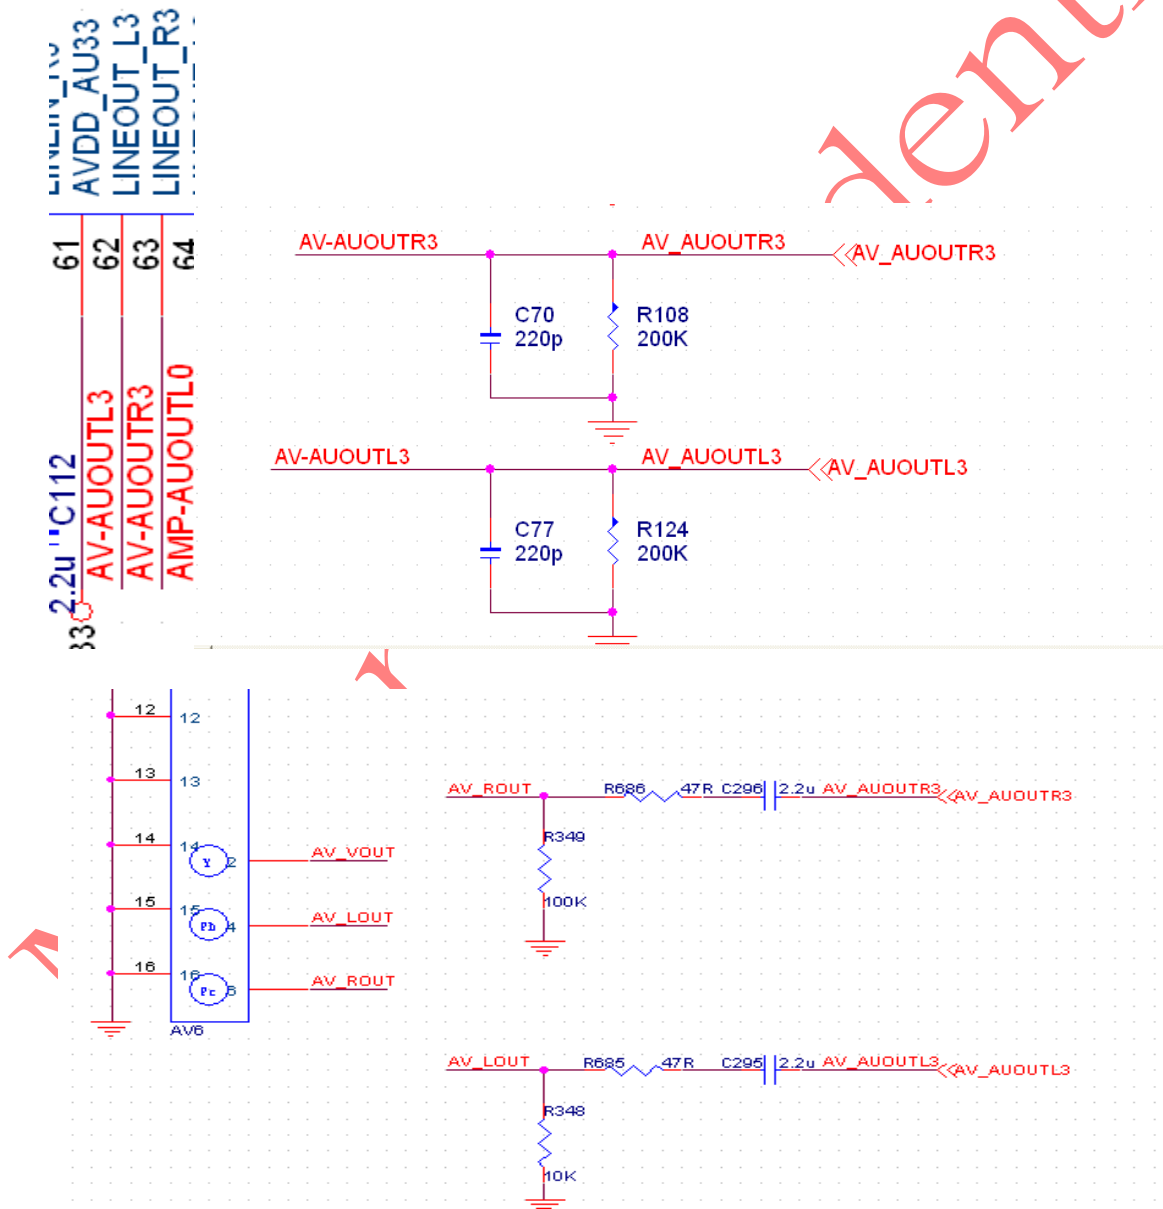 AVDD_AU33
LINEOUT_L3
LINEOUT_R3
61
62
63
64
2.2u C112
AV-AUOUTL3
AV-AUOUTR3
AMP-AUOUTL0
33
AV-AUOUTR3
AV_AUOUTR3
AV_AUOUTR3
C70
220p
R108
200K
AV-AUOUTL3
AV_AUOUTL3
AV_AUOUTL3
C77
220p
R124
200K
12
12
13
13
14
14
Y
2
AV_VOUT
15
15
Pb
4
AV_LOUT
16
16
Pr
6
AV_ROUT
AV6
AV_ROUT
R686
47R
C296
2.2u
AV_AUOUTR3
AV_AUOUTR3
R349
100K
AV_LOUT
R685
47R
C295
2.2u
AV_AUOUTL3
AV_AUOUTL3
R348
10K